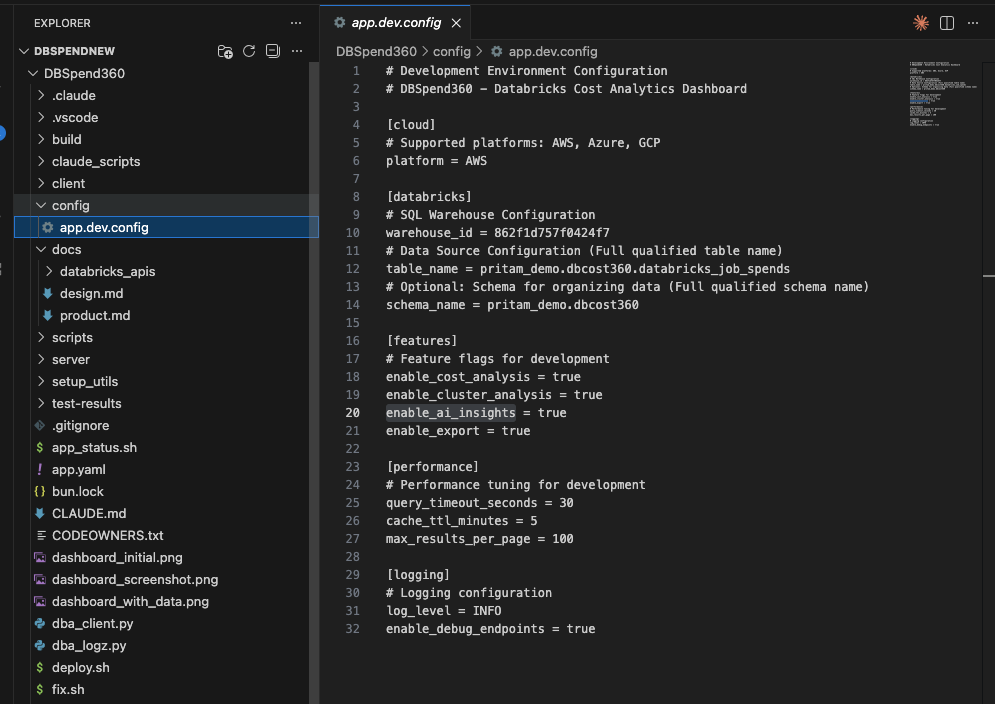 EXPLORER
DBSPENDNEW
DBSpend360
.claude
.vscode
build
claude_scripts
client
config
app.dev.config
docs
databricks_apis
design.md
product.md
scripts
server
setup_utils
test-results
.gitignore
$ app_status.sh
! app.yaml
{} bun.lock
CLAUDE.md
CODEOWNERS.txt
dashboard_initial.png
dashboard_screenshot.png
dashboard_with_data.png
dba_client.py
dba_logz.py
$ deploy.sh
$ fix.sh
app.dev.config
DBSpend360 > config > app.dev.config
1 # Development Environment Configuration
2 # DBSpend360 - Databricks Cost Analytics Dashboard
3
4 [cloud]
5 # Supported platforms: AWS, Azure, GCP
6 platform = AWS
7
8 [databricks]
9 # SQL Warehouse Configuration
10 warehouse_id = 862f1d757f0424f7
11 # Data Source Configuration (Full qualified table name)
12 table_name = pritam_demo.dbcost360.databricks_job_spends
13 # Optional: Schema for organizing data (Full qualified schema name)
14 schema_name = pritam_demo.dbcost360
15
16 [features]
17 # Feature flags for development
18 enable_cost_analysis = true
19 enable_cluster_analysis = true
20 enable_ai_insights = true
21 enable_export = true
22
23 [performance]
24 # Performance tuning for development
25 query_timeout_seconds = 30
26 cache_ttl_minutes = 5
27 max_results_per_page = 100
28
29 [logging]
30 # Logging configuration
31 log_level = INFO
32 enable_debug_endpoints = true